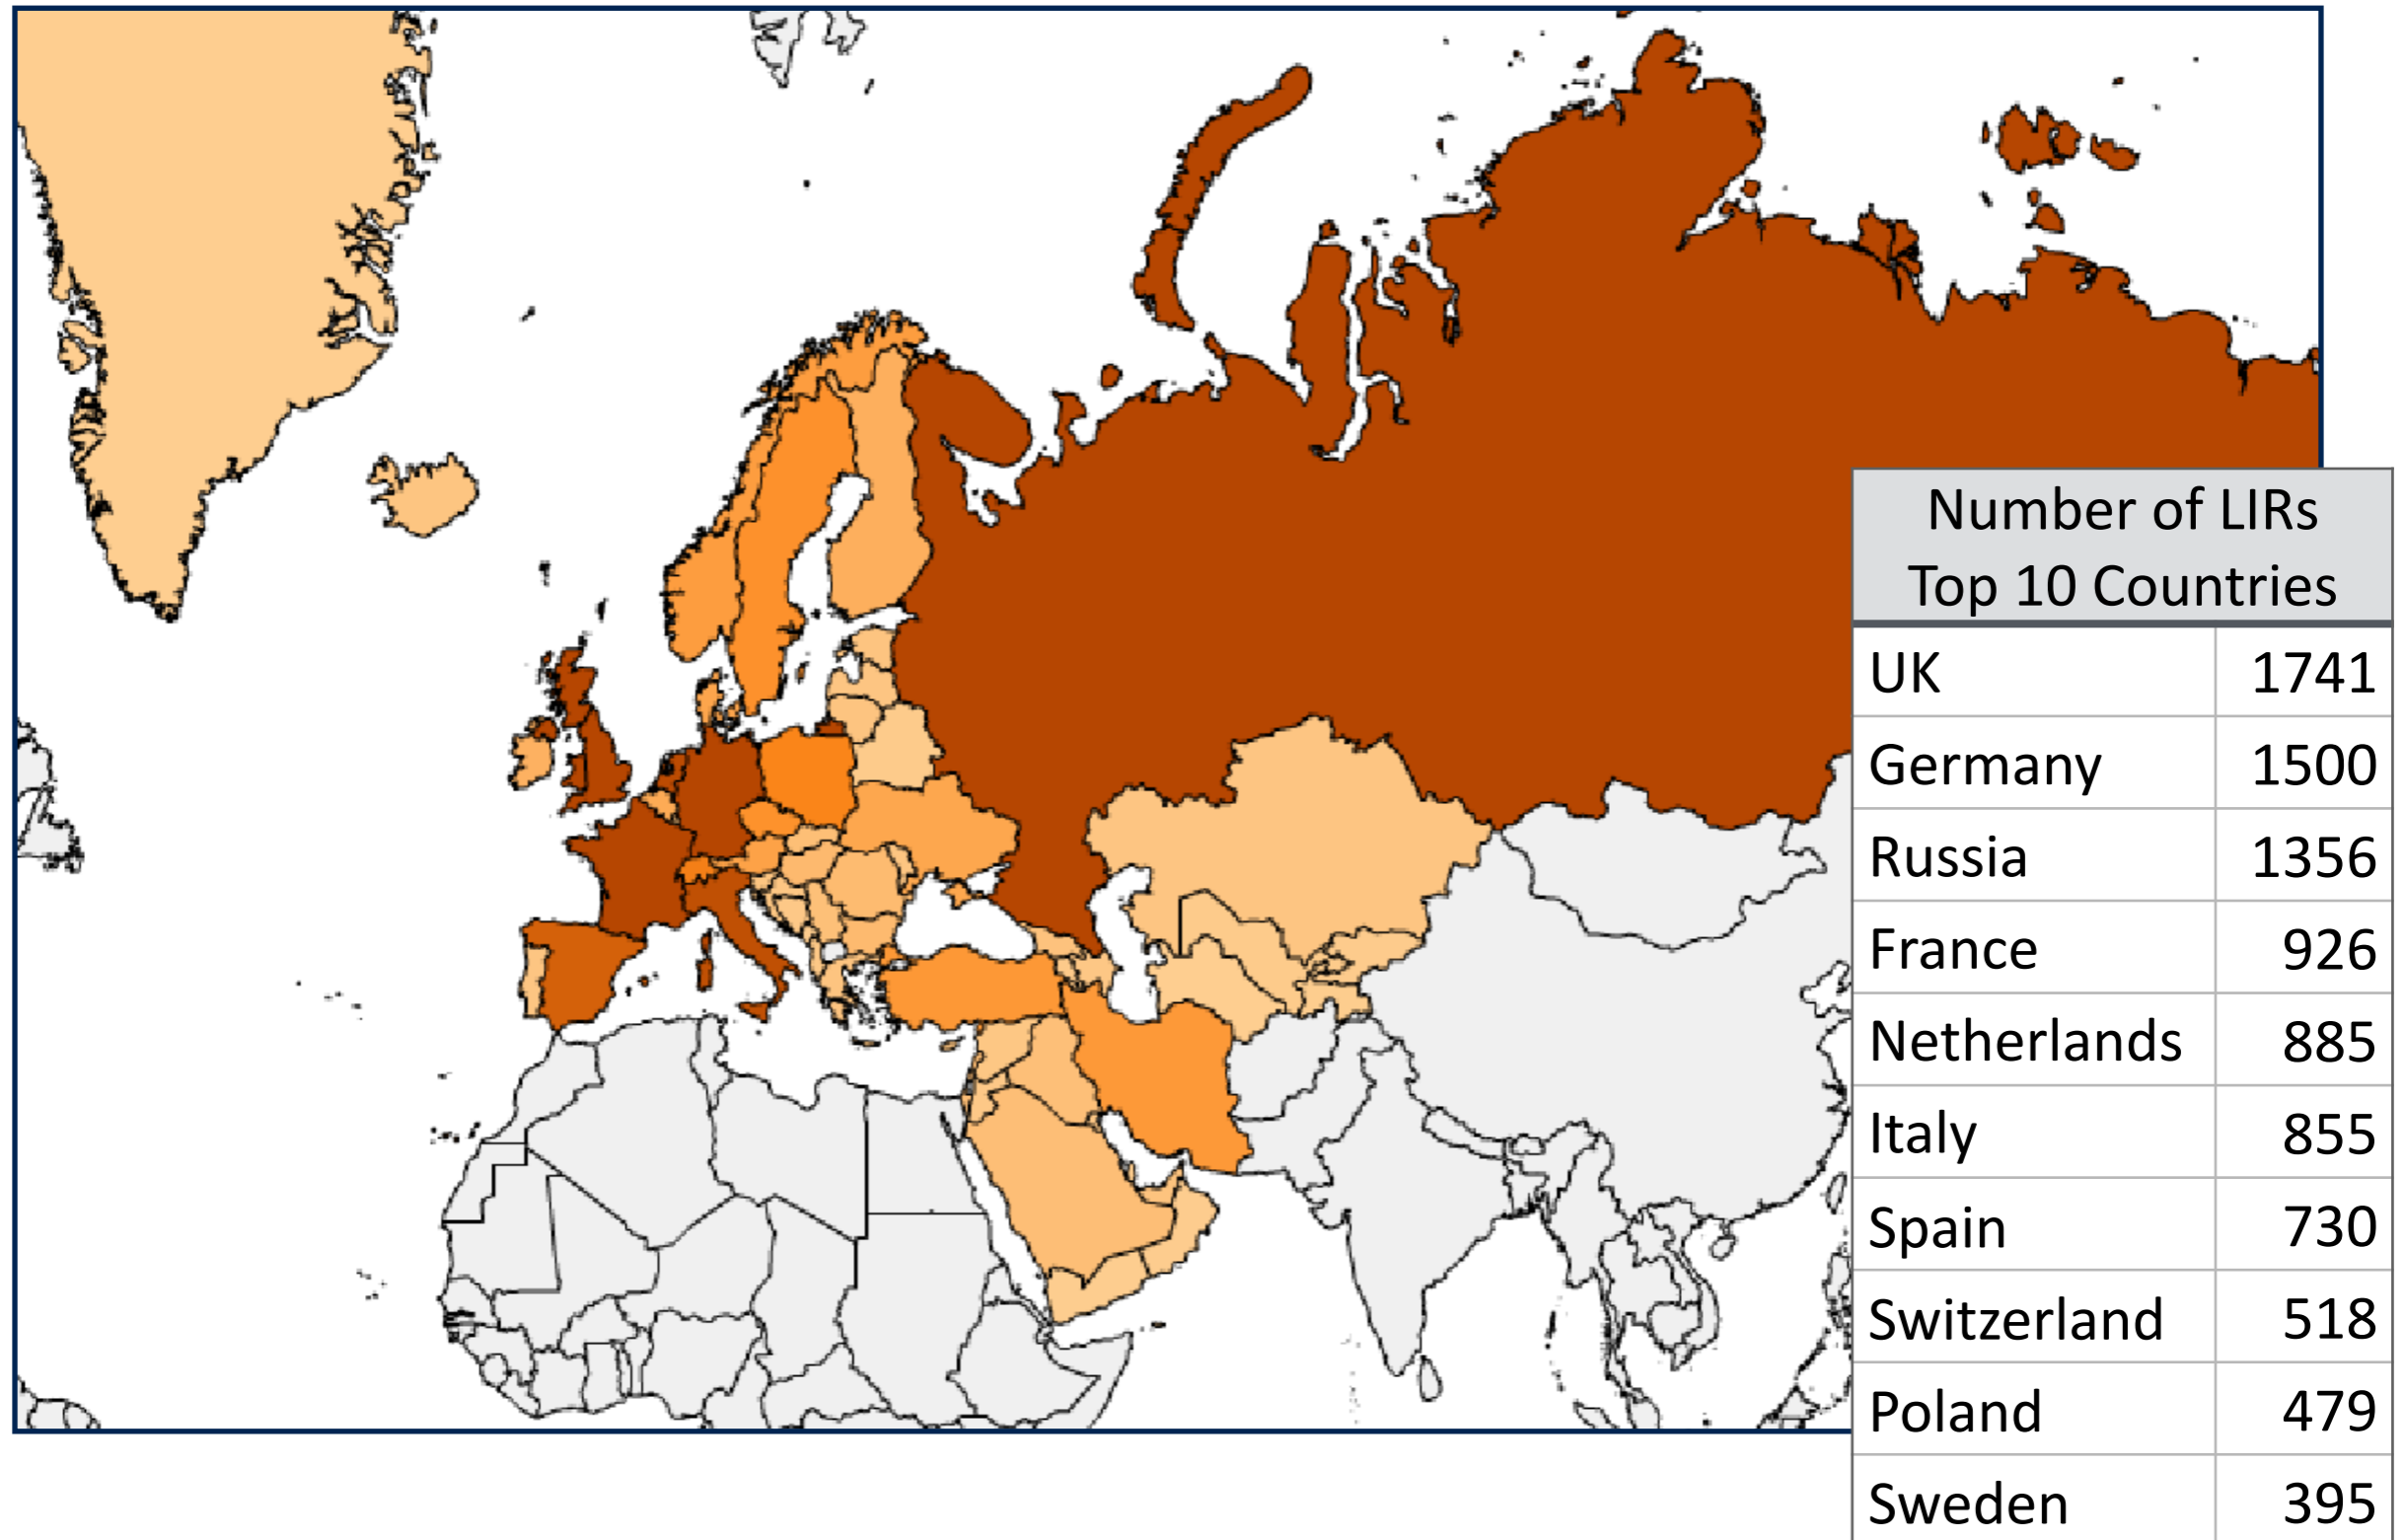 Number of LIRs
Top 10 Countries
UK 1741
Germany 1500
Russia 1356
France 926
Netherlands 885
Italy 855
Spain 730
Switzerland 518
Poland 479
Sweden 395